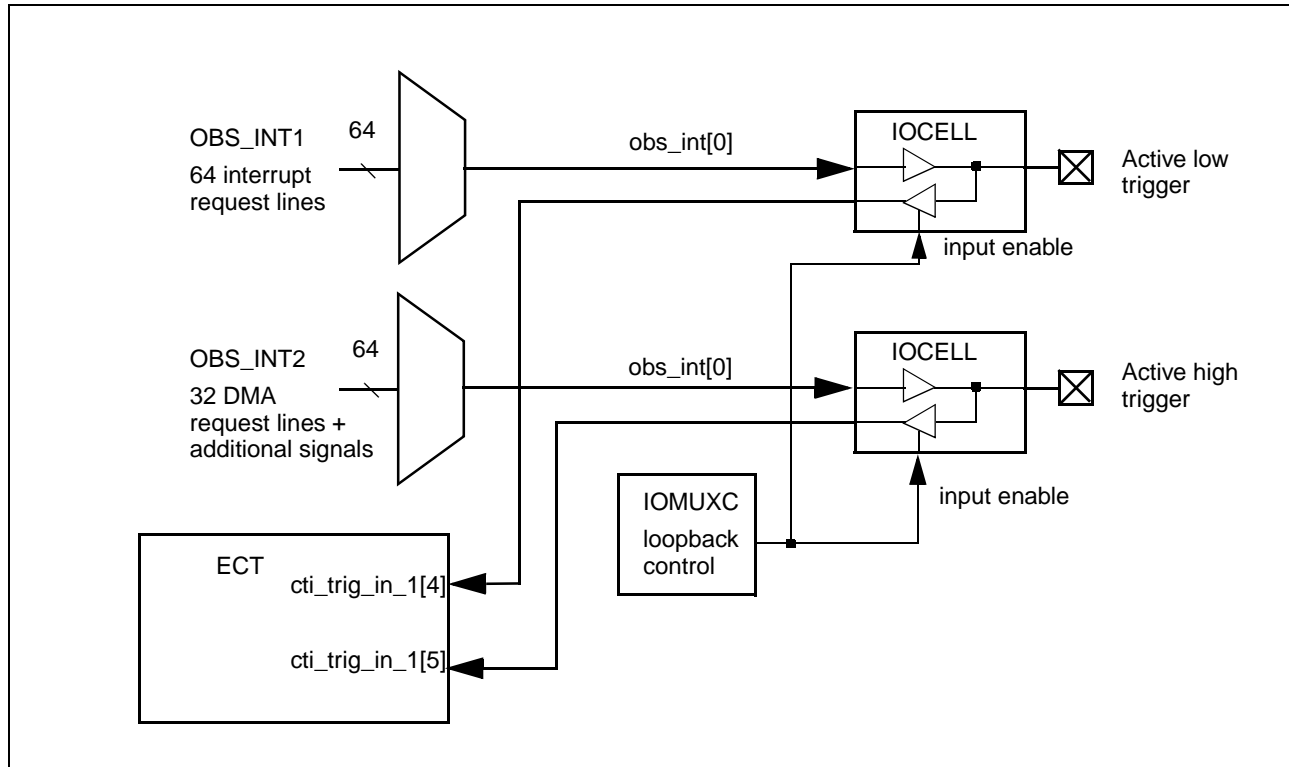 OBS_INT1
64
64 interrupt
request lines
obs_int[0]
IOCELL
Active low
trigger
input enable
OBS_INT2
64
32 DMA
request lines +
additional signals
obs_int[0]
IOCELL
Active high
trigger
input enable
IOMUXC
loopback
control
ECT
cti_trig_in_1[4]
cti_trig_in_1[5]